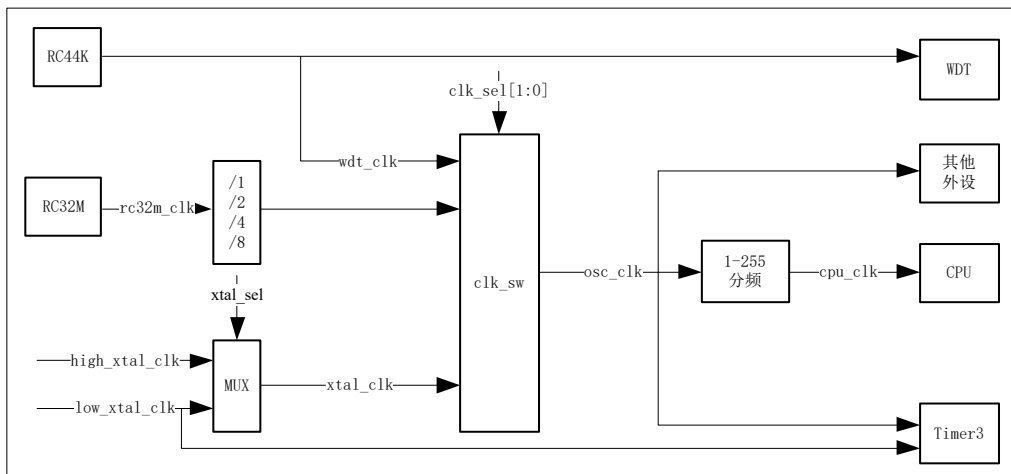 RC44K
WDT
clk_sel[1:0]
wdt_clk
其他
外设
RC32M
rc32m_clk
/1
/2
/4
/8
clk_sw
osc_clk
1-255
分频
cpu_clk
CPU
xtal_sel
high_xtal_clk
MUX
xtal_clk
low_xtal_clk
Timer3